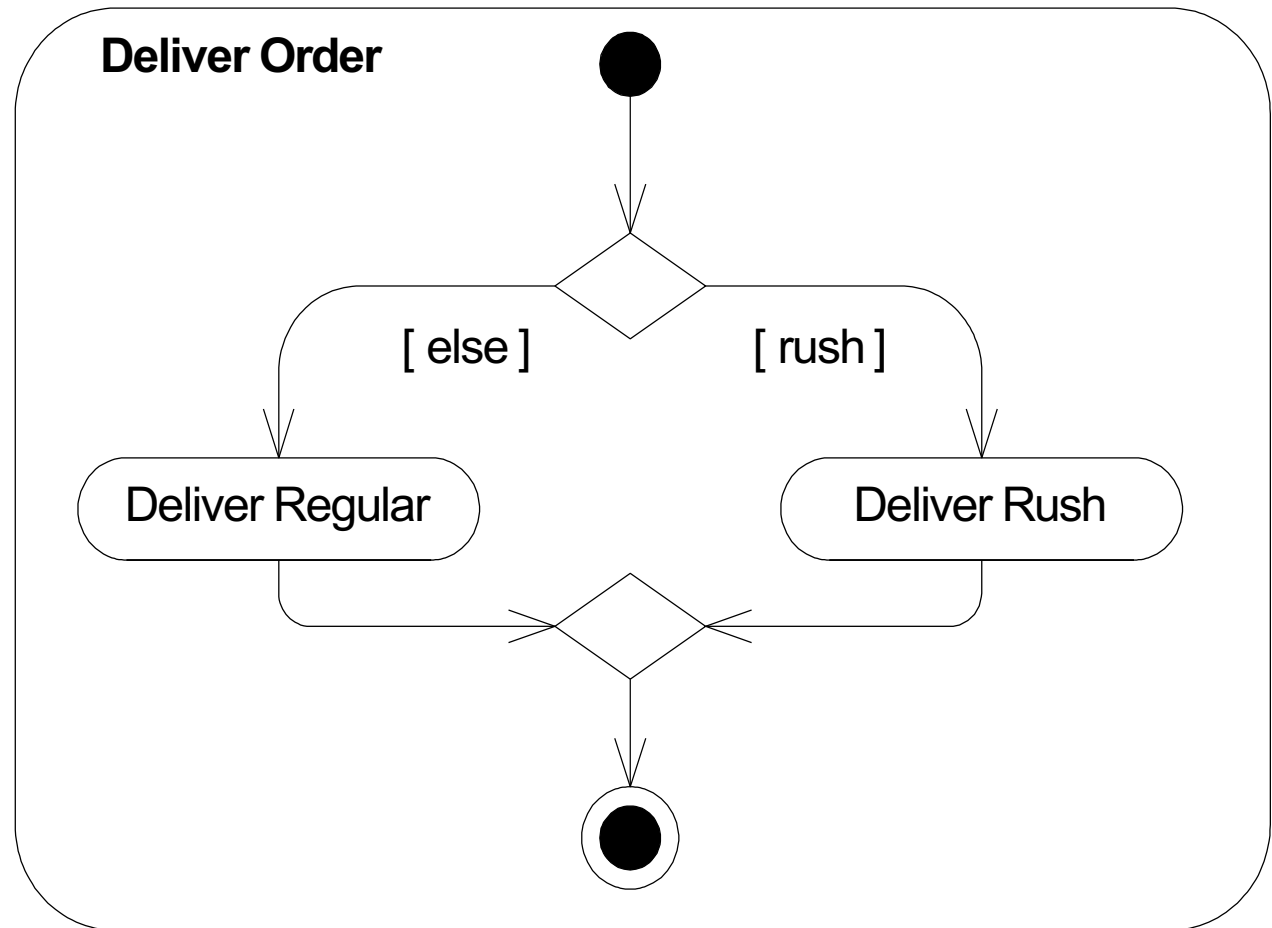 Deliver Order
[ else ]
[ rush ]
Deliver Regular
Deliver Rush